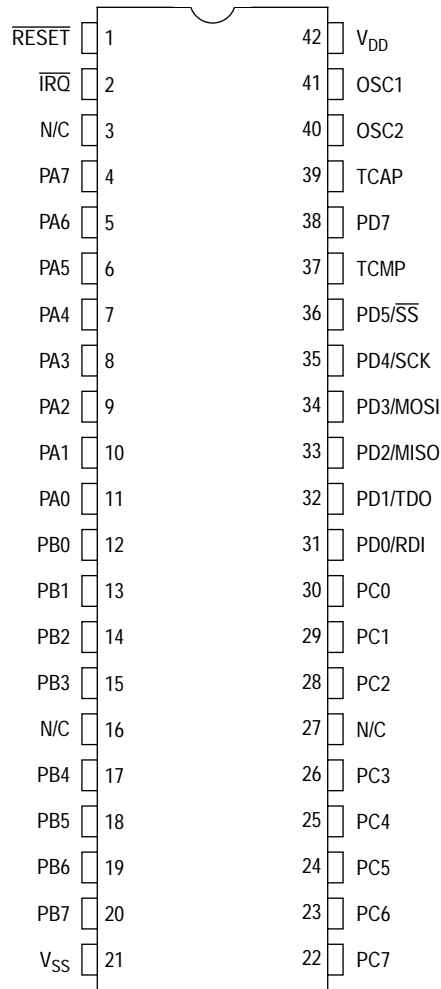 RESET 1 42 VDD
IRQ 2 41 OSC1
N/C 3 40 OSC2
PA7 4 39 TCAP
PA6 5 38 PD7
PA5 6 37 TCMP
PA4 7 36 PD5/SS
PA3 8 35 PD4/SCK
PA2 9 34 PD3/MOSI
PA1 10 33 PD2/MISO
PA0 11 32 PD1/TDO
PB0 12 31 PD0/RDI
PB1 13 30 PC0
PB2 14 29 PC1
PB3 15 28 PC2
N/C 16 27 N/C
PB4 17 26 PC3
PB5 18 25 PC4
PB6 19 24 PC5
PB7 20 23 PC6
VSS 21 22 PC7